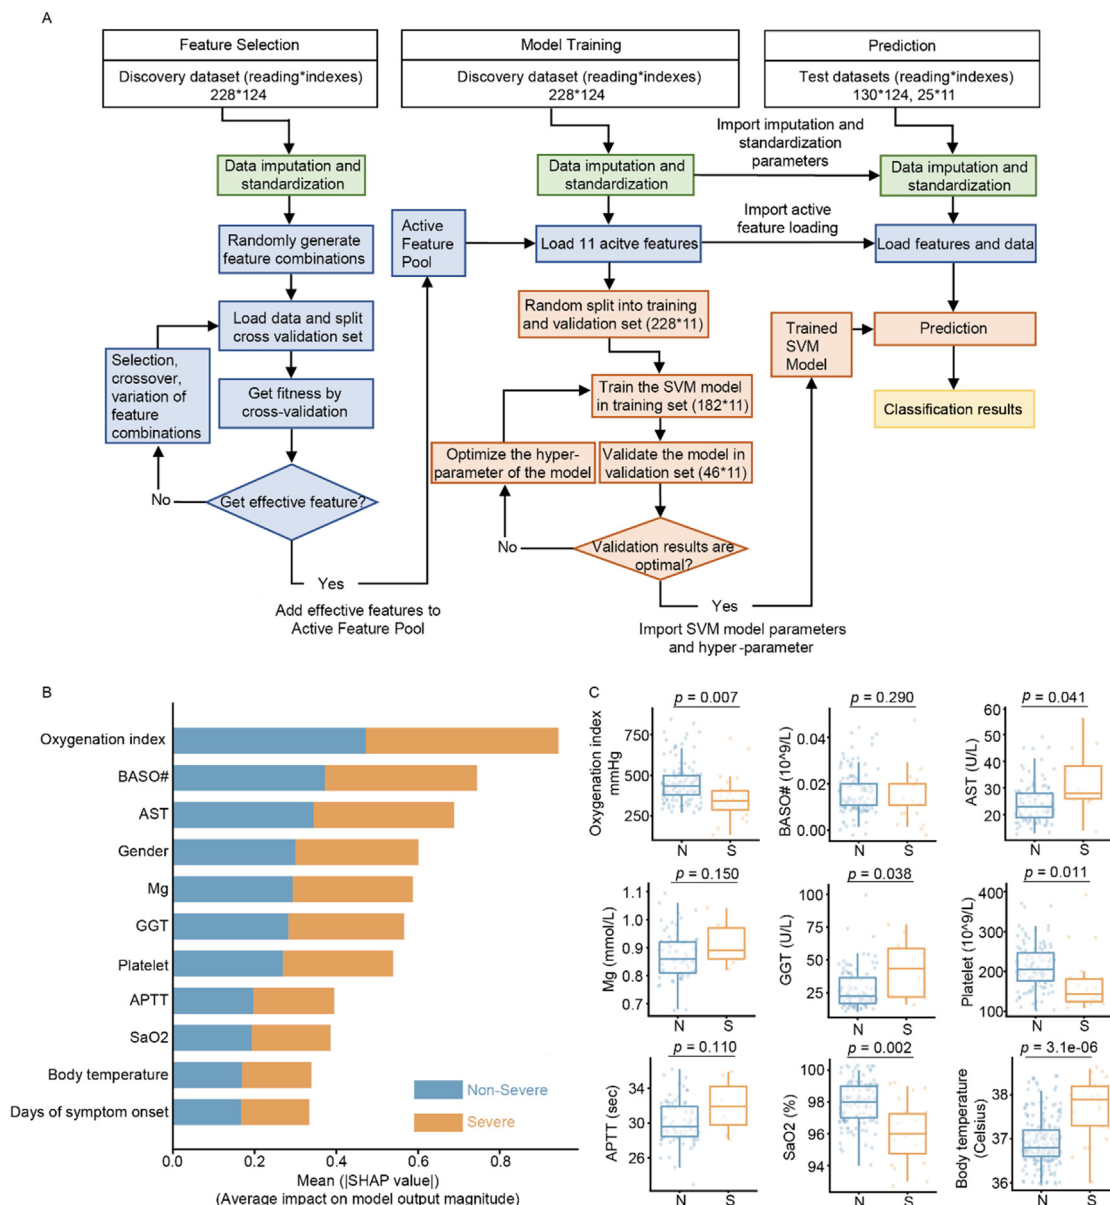 A
Feature Selection
Discovery dataset (reading*indexes)
228*124
Model Training
Discovery dataset (reading*indexes)
228*124
Prediction
Test datasets (reading*indexes)
130*124, 25*11
Data imputation and
standardization
Randomly generate
feature combinations
Load data and split
cross validation set
Get fitness by
cross-validation
Selection,
crossover,
variation of
feature
combinations
No
Get effective feature?
Yes
Add effective features to
Active Feature Pool
Active
Feature
Pool
Data imputation and
standardization
Load 11 acitve features
Random split into training
and validation set (228*11)
Train the SVM model
in training set (182*11)
Optimize the hyper-
parameter of the model
Validate the model in
validation set (46*11)
No
Validation results are
optimal?
Yes
Import SVM model parameters
and hyper-parameter
Import imputation and
standardization
parameters
Import active
feature loading
Data imputation and
standardization
Load features and data
Trained
SVM
Model
Prediction
Classification results
B
Oxygenation index
BASO#
AST
Gender
Mg
GGT
Platelet
APTT
SaO2
Body temperature
Days of symptom onset
Non-Severe
Severe
0.0 0.2 0.4 0.6 0.8
Mean (|SHAP value|)
(Average impact on model output magnitude)
C
p = 0.007
Oxygenation index
mmHg
750
500
250
N S
p = 0.290
BASO# (10^9/L)
0.04
0.02
0.00
N S
p = 0.041
AST
(U/L)
60
50
40
30
20
N S
p = 0.150
Mg (mmol/L)
1.1
1.0
0.9
0.8
0.7
N S
p = 0.038
GGT (U/L)
100
75
50
25
N S
p = 0.011
Platelet (10^9/L)
400
300
200
100
N S
p = 0.110
APTT (sec)
34
30
26
N S
p = 0.002
SaO2 (%)
100
98
96
94
N S
p = 3.1e-06
Body temperature
(Celsius)
38
37
36
N S